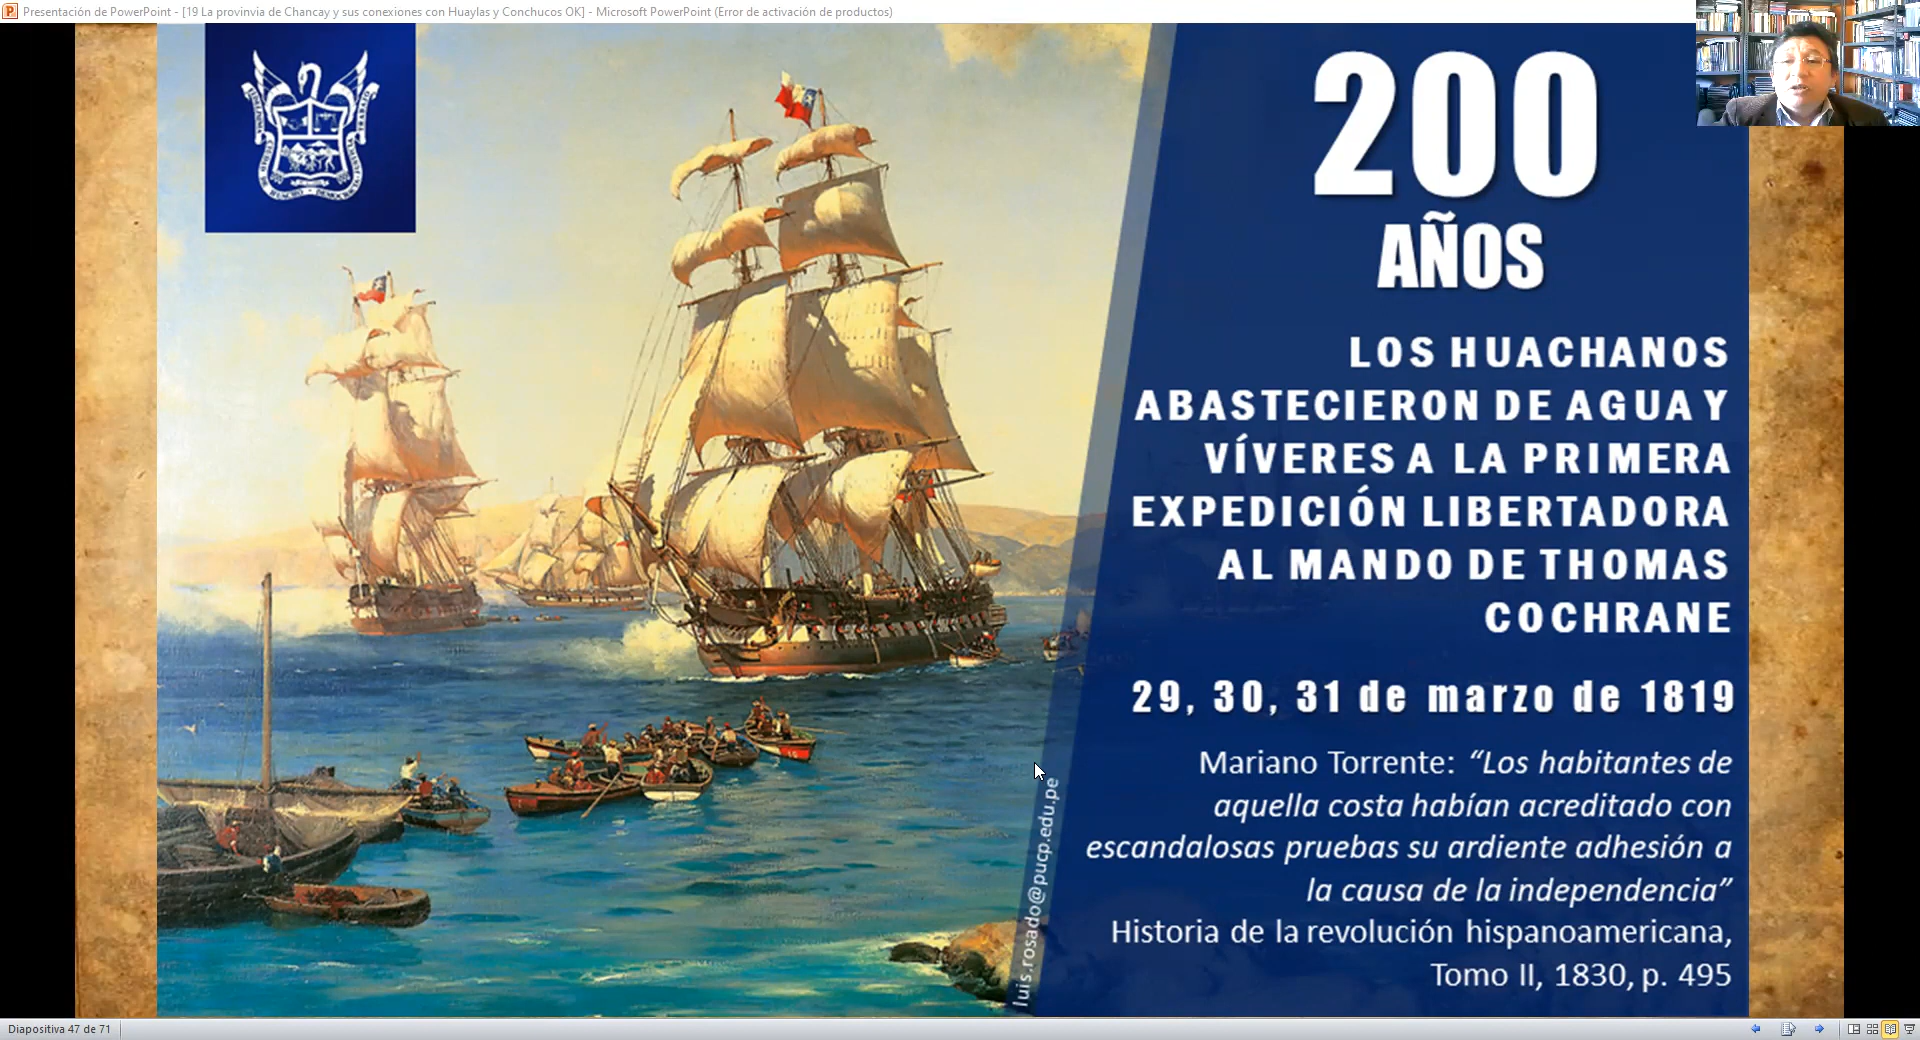 Presentación de PowerPoint - [19 La provinvia de Chancay y sus conexiones con Huaylas y Conchucos OK] - Microsoft PowerPoint (Error de activación de productos)
200
AÑOS
LOS HUACHANOS
ABASTECIERON DE AGUA Y
VÍVERES A LA PRIMERA
EXPEDICIÓN LIBERTADORA
AL MANDO DE THOMAS
COCHRANE
29, 30, 31 de marzo de 1819
Mariano Torrente: “Los habitantes de
aquella costa habían acreditado con
escandalosas pruebas su ardiente adhesión a
la causa de la independencia”
Historia de la revolución hispanoamericana,
Tomo II, 1830, p. 495
luis.rosado@pucp.edu.pe
Diapositiva 47 de 71